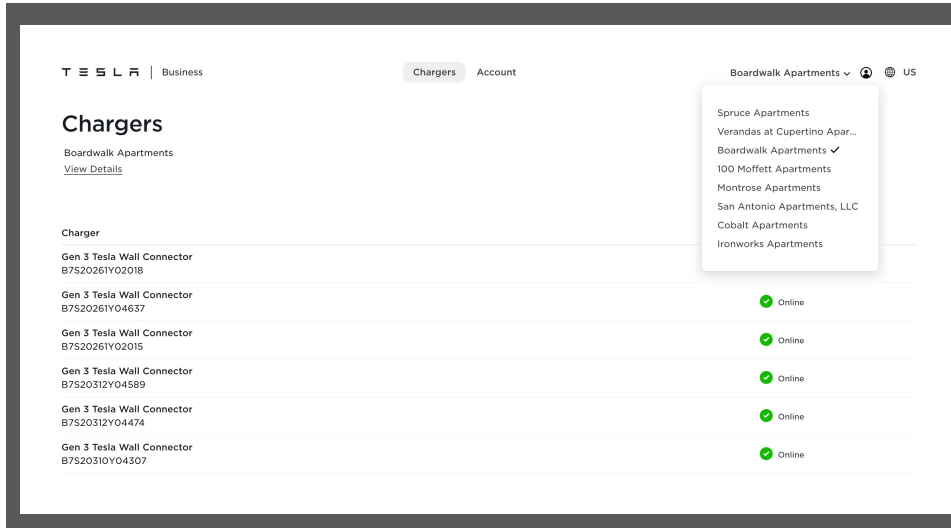 TESLA | Business
Chargers
Account
Boardwalk Apartments
US
Spruce Apartments
Verandas at Cupertino Apar...
Boardwalk Apartments
100 Moffett Apartments
Montrose Apartments
San Antonio Apartments, LLC
Cobalt Apartments
Ironworks Apartments
Chargers
Boardwalk Apartments
View Details
Charger
Gen 3 Tesla Wall Connector
B7S20261Y02018
Gen 3 Tesla Wall Connector
B7S20261Y04637
Online
Gen 3 Tesla Wall Connector
B7S20261Y02015
Online
Gen 3 Tesla Wall Connector
B7S20312Y04589
Online
Gen 3 Tesla Wall Connector
B7S20312Y04474
Online
Gen 3 Tesla Wall Connector
B7S20310Y04307
Online